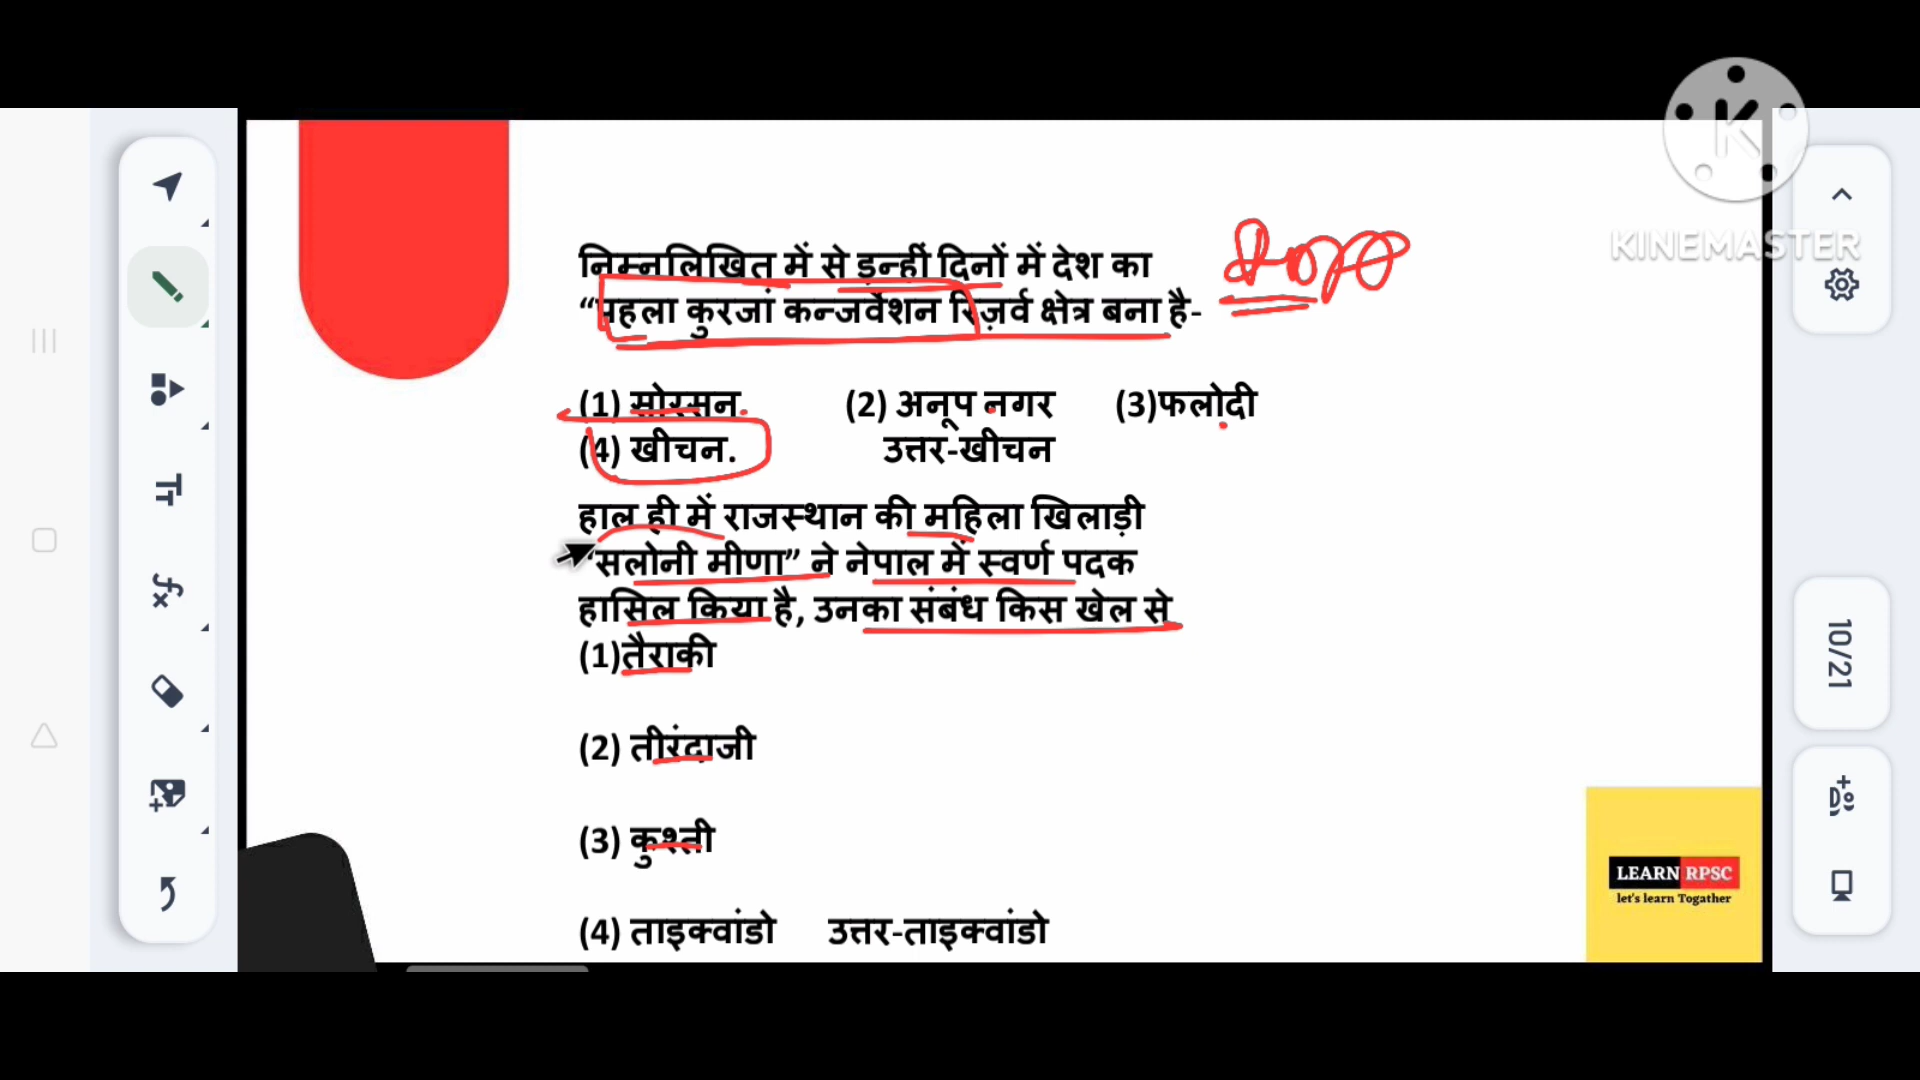 KINEMASTER
निम्नलिखित में से इन्हीं दिनों में देश का
“पहला कुरजां कन्जर्वेशन रिज़र्व क्षेत्र बना है-
(1) सोरसन. (2) अनूप नगर (3)फलोदी
(4) खीचन. उत्तर-खीचन
हाल ही में राजस्थान की महिला खिलाड़ी
“सलोनी मीणा” ने नेपाल में स्वर्ण पदक
हासिल किया है, उनका संबंध किस खेल से
(1)तैराकी
(2) तीरंदाजी
(3) कुश्ती
(4) ताइक्वांडो उत्तर-ताइक्वांडो
10/21
LEARN RPSC
let's learn Togather